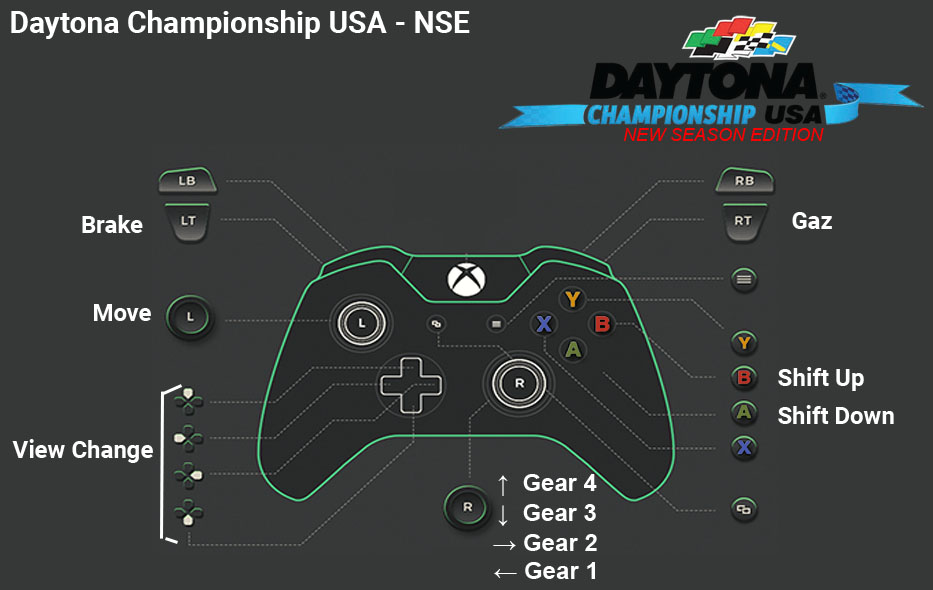 Daytona Championship USA - NSE
DAYTONA
CHAMPIONSHIP USA
NEW SEASON EDITION
LB
RB
Brake
LT
RT
Gaz
Move
L
L
Y
X
B
A
Y
R
B
Shift Up
A
Shift Down
View Change
X
R
↑ Gear 4
↓ Gear 3
→ Gear 2
← Gear 1